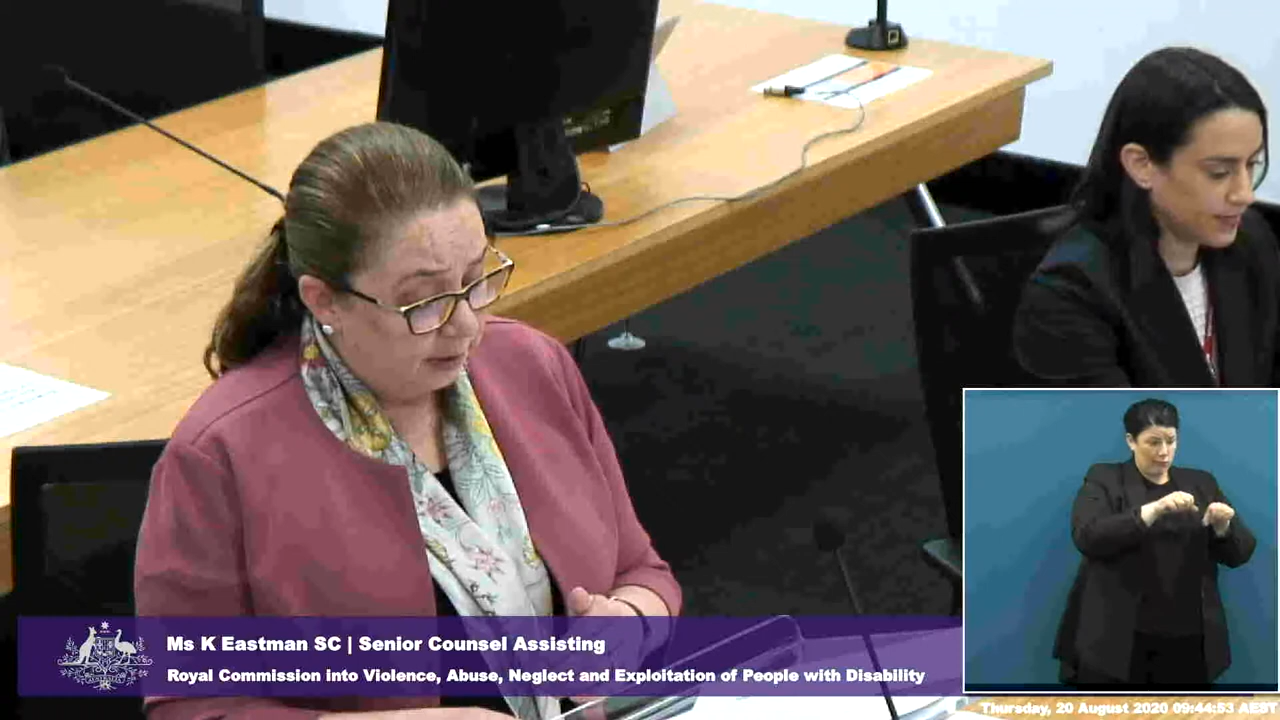 Ms K Eastman SC | Senior Counsel Assisting
Royal Commission into Violence, Abuse, Neglect and Exploitation of People with Disability
Thursday, 20 August 2020 09:44:53 AEST